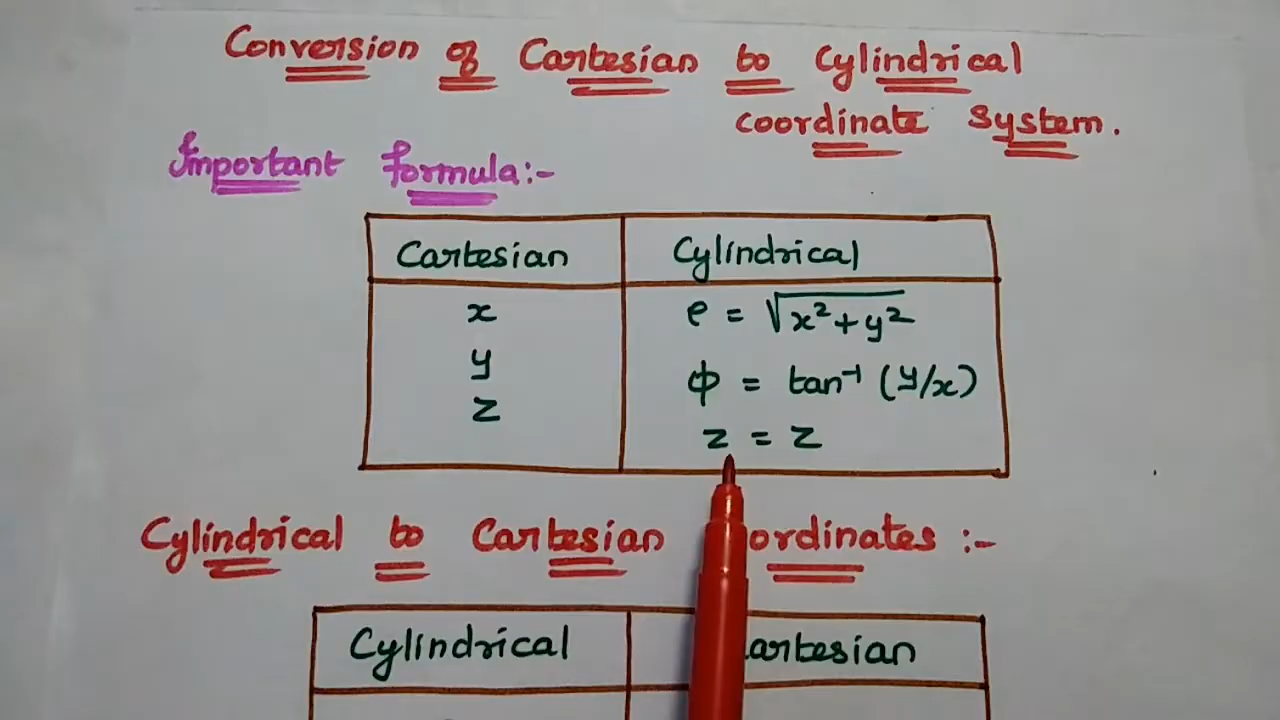 Conversion of Cartesian to Cylindrical
coordinate System.
Important formula:-
Cartesian Cylindrical
x ρ = √x²+y²
y φ = tan⁻¹ (y/x)
z z = z
Cylindrical to Cartesian oordinates :-
Cylindrical artesian